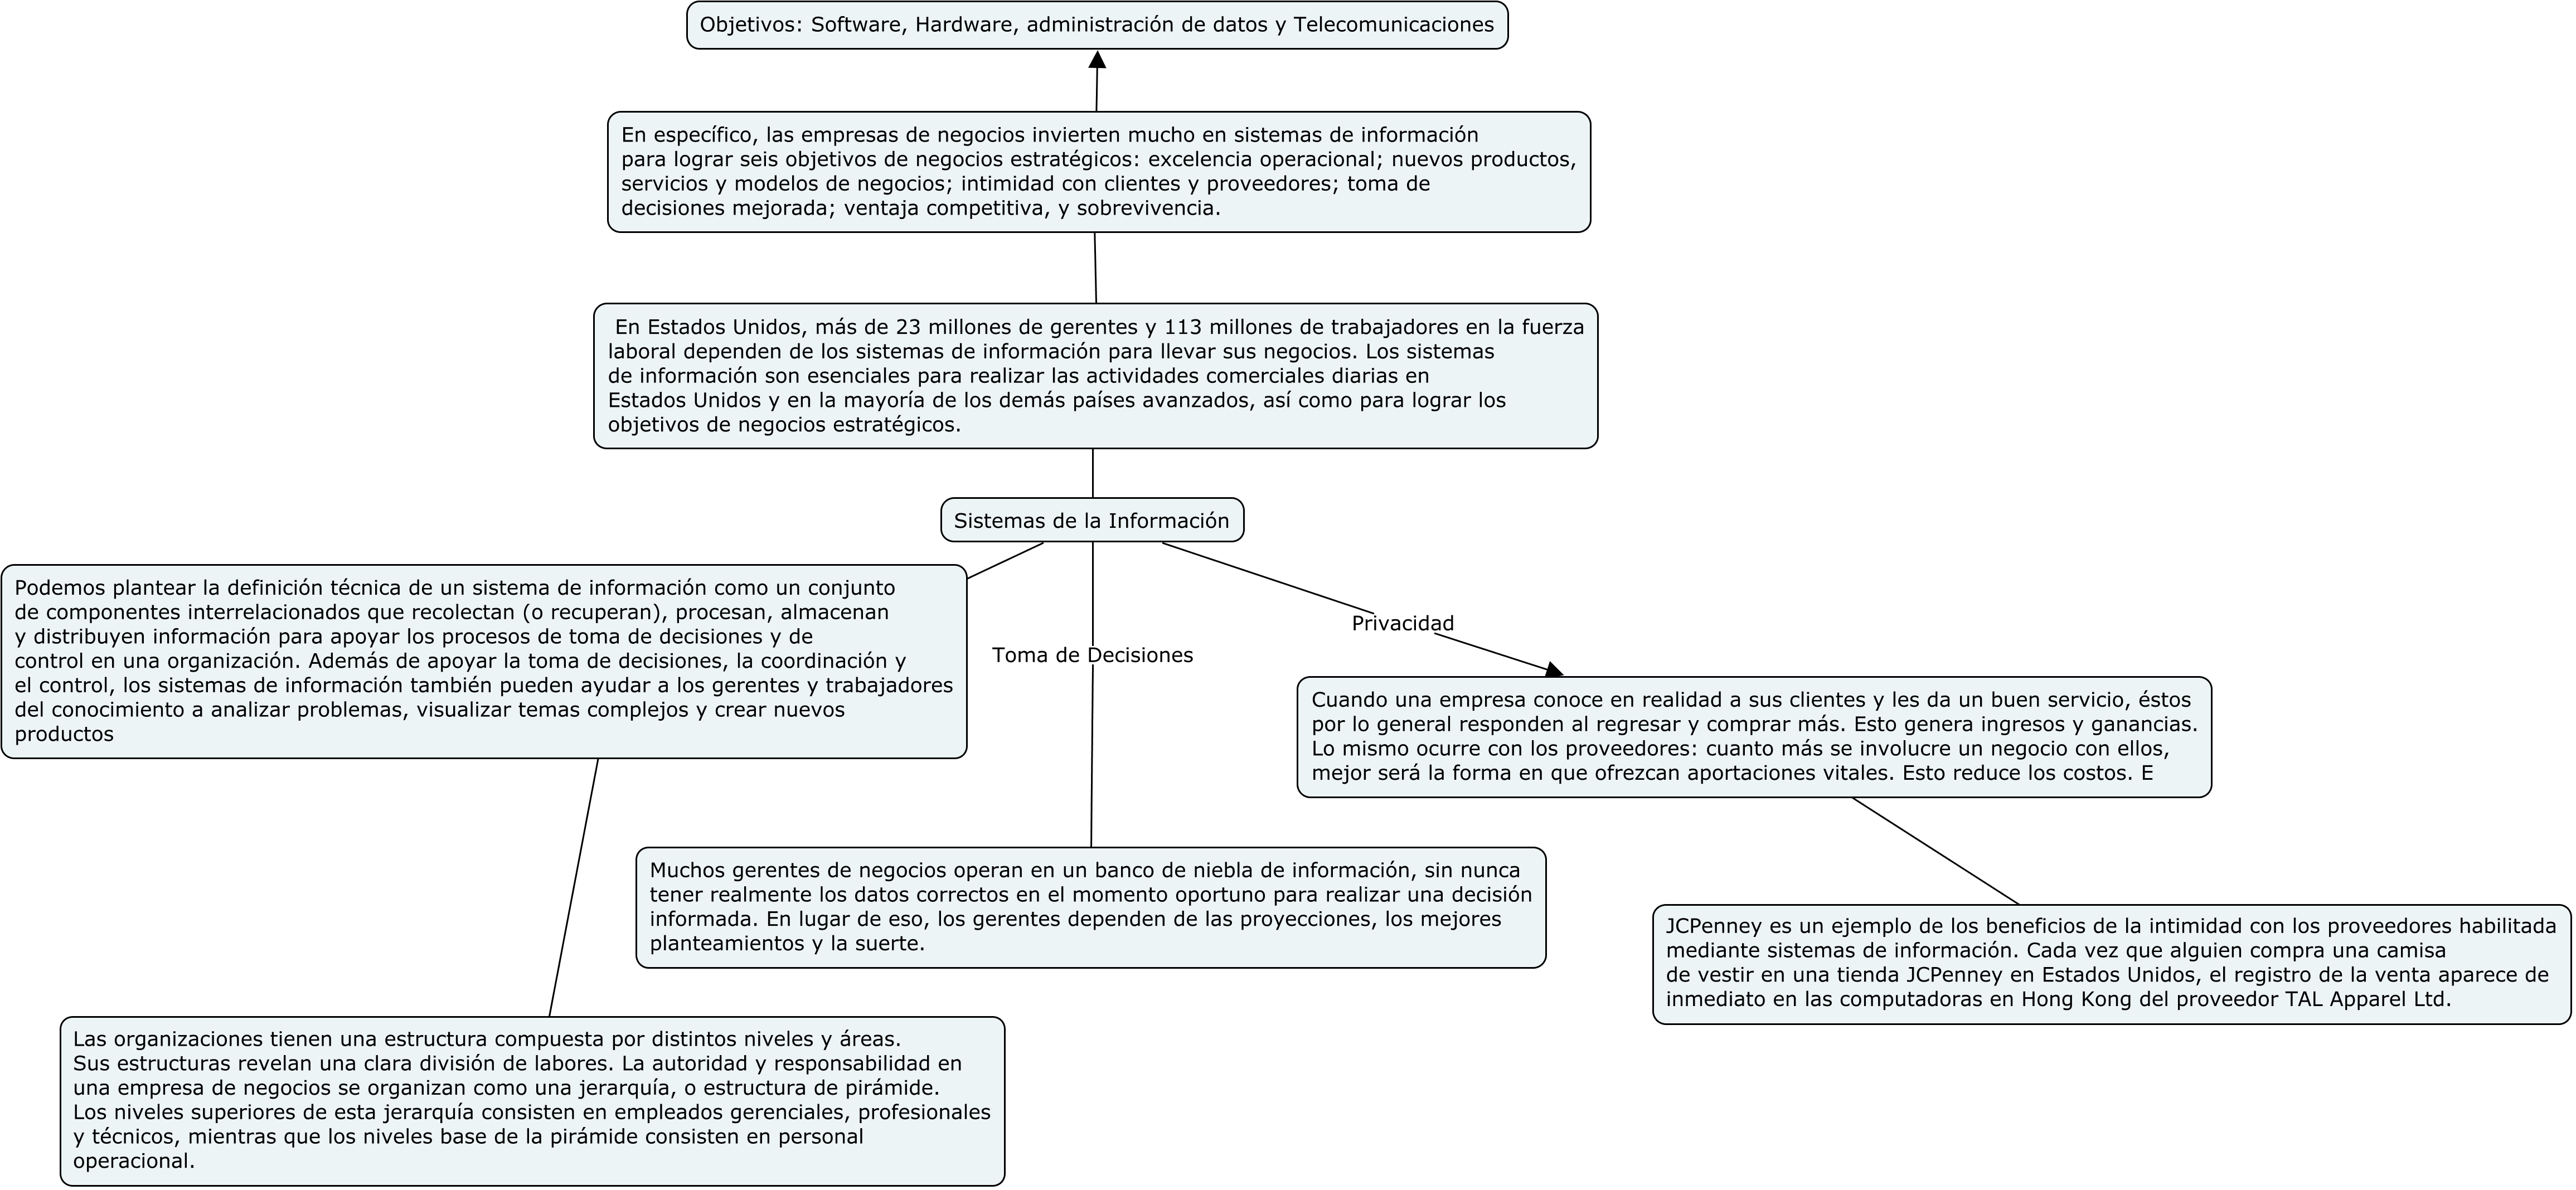 Objetivos: Software, Hardware, administración de datos y Telecomunicaciones
En específico, las empresas de negocios invierten mucho en sistemas de información
para lograr seis objetivos de negocios estratégicos: excelencia operacional; nuevos productos,
servicios y modelos de negocios; intimidad con clientes y proveedores; toma de
decisiones mejorada; ventaja competitiva, y sobrevivencia.
En Estados Unidos, más de 23 millones de gerentes y 113 millones de trabajadores en la fuerza
laboral dependen de los sistemas de información para llevar sus negocios. Los sistemas
de información son esenciales para realizar las actividades comerciales diarias en
Estados Unidos y en la mayoría de los demás países avanzados, así como para lograr los
objetivos de negocios estratégicos.
Sistemas de la Información
Podemos plantear la definición técnica de un sistema de información como un conjunto
de componentes interrelacionados que recolectan (o recuperan), procesan, almacenan
y distribuyen información para apoyar los procesos de toma de decisiones y de
control en una organización. Además de apoyar la toma de decisiones, la coordinación y
el control, los sistemas de información también pueden ayudar a los gerentes y trabajadores
del conocimiento a analizar problemas, visualizar temas complejos y crear nuevos
productos
Toma de Decisiones
Privacidad
Cuando una empresa conoce en realidad a sus clientes y les da un buen servicio, éstos
por lo general responden al regresar y comprar más. Esto genera ingresos y ganancias.
Lo mismo ocurre con los proveedores: cuanto más se involucre un negocio con ellos,
mejor será la forma en que ofrezcan aportaciones vitales. Esto reduce los costos. E
Muchos gerentes de negocios operan en un banco de niebla de información, sin nunca
tener realmente los datos correctos en el momento oportuno para realizar una decisión
informada. En lugar de eso, los gerentes dependen de las proyecciones, los mejores
planteamientos y la suerte.
JCPenney es un ejemplo de los beneficios de la intimidad con los proveedores habilitada
mediante sistemas de información. Cada vez que alguien compra una camisa
de vestir en una tienda JCPenney en Estados Unidos, el registro de la venta aparece de
inmediato en las computadoras en Hong Kong del proveedor TAL Apparel Ltd.
Las organizaciones tienen una estructura compuesta por distintos niveles y áreas.
Sus estructuras revelan una clara división de labores. La autoridad y responsabilidad en
una empresa de negocios se organizan como una jerarquía, o estructura de pirámide.
Los niveles superiores de esta jerarquía consisten en empleados gerenciales, profesionales
y técnicos, mientras que los niveles base de la pirámide consisten en personal
operacional.